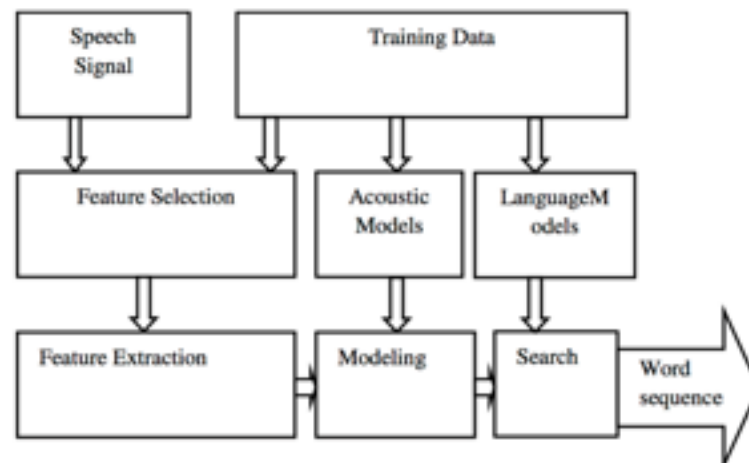 Speech
Signal
Training Data
Feature Selection
Acoustic
Models
LanguageM
odels
Feature Extraction
Modeling
Search
Word
sequence